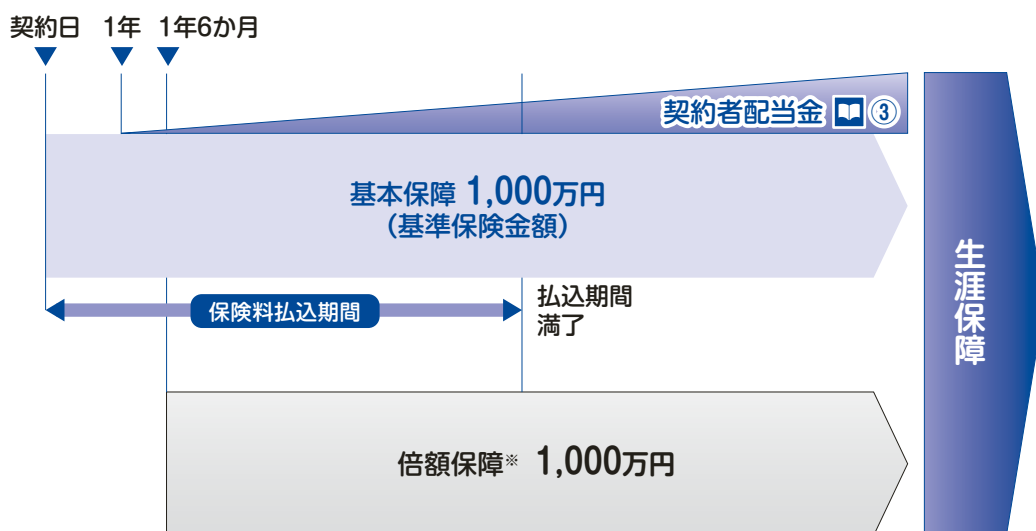 契約日 1年 1年6か月
契約者配当金 ③
基本保障 1,000万円
（基準保険金額）
保険料払込期間
払込期間
満了
生涯保障
倍額保障※ 1,000万円